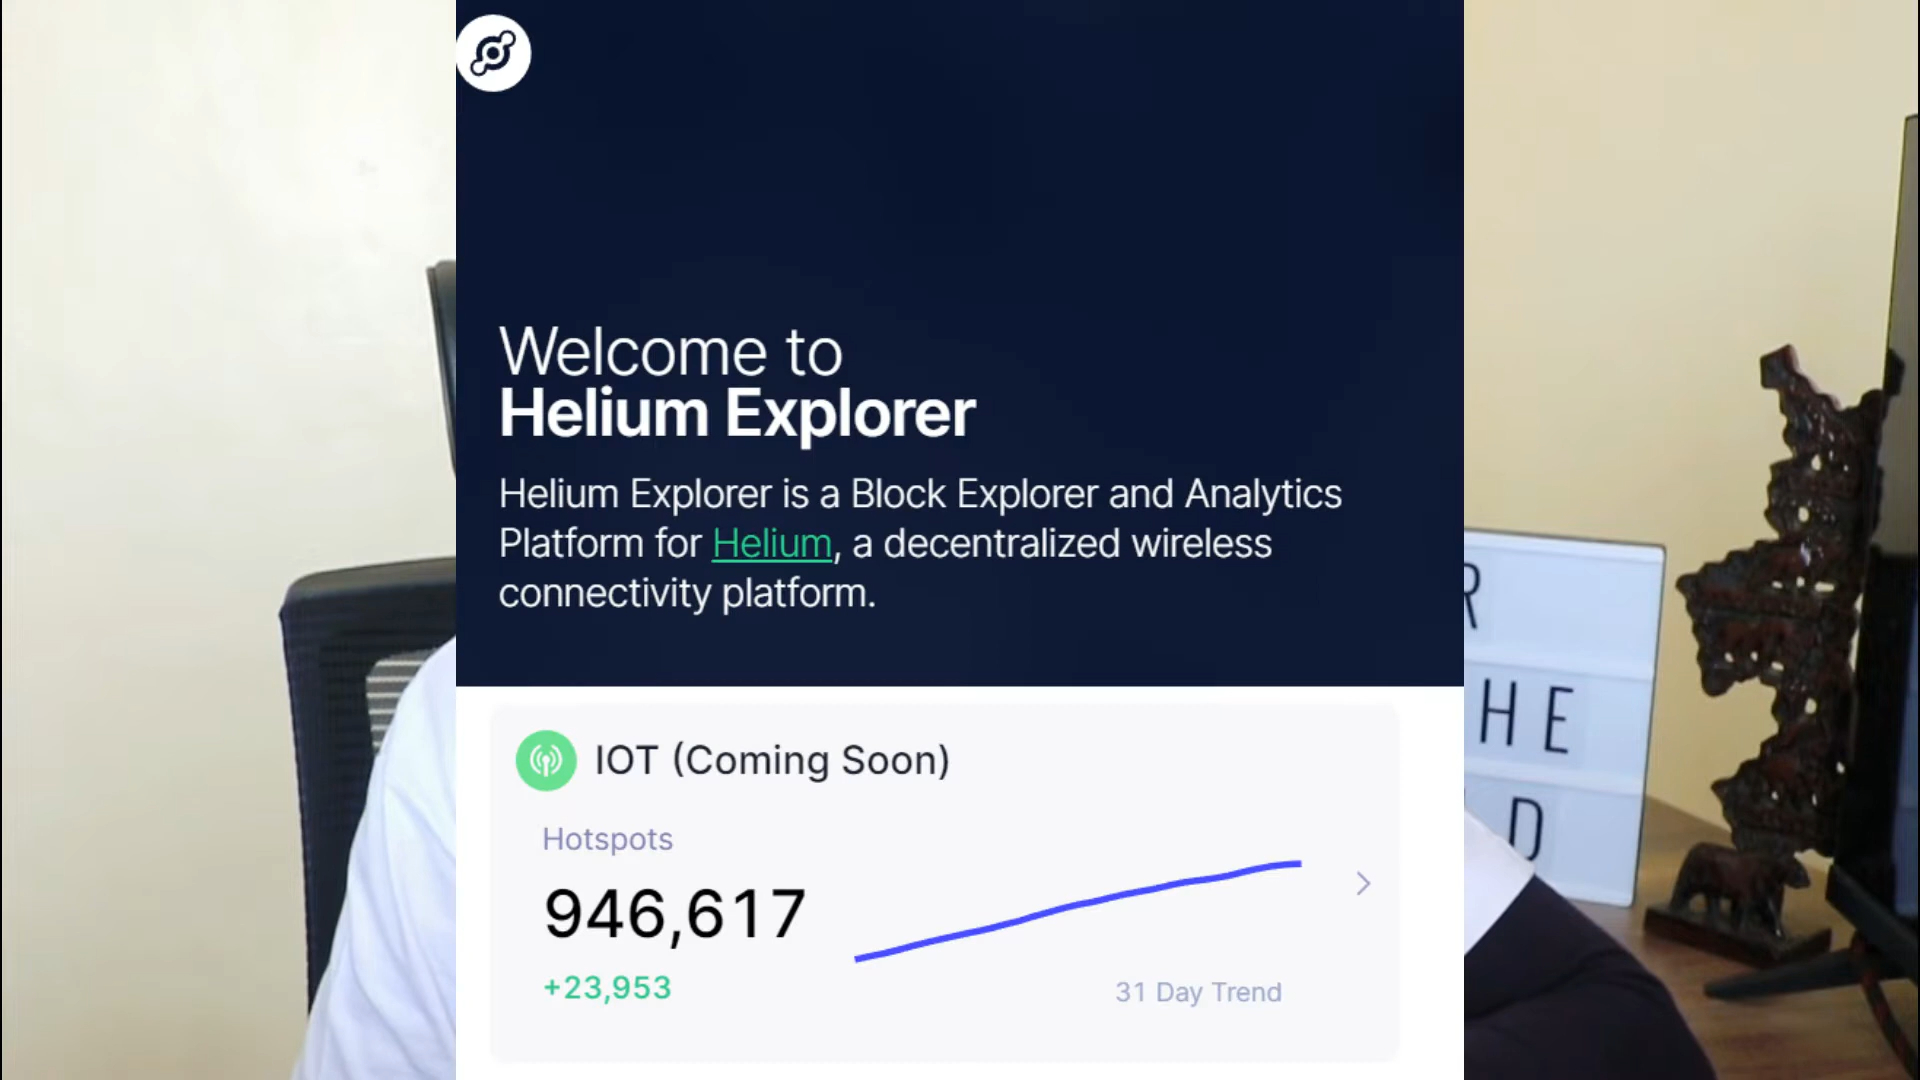 Welcome to
Helium Explorer
Helium Explorer is a Block Explorer and Analytics
Platform for Helium, a decentralized wireless
connectivity platform.
IOT (Coming Soon)
Hotspots
946,617
+23,953
31 Day Trend
R
HE
D